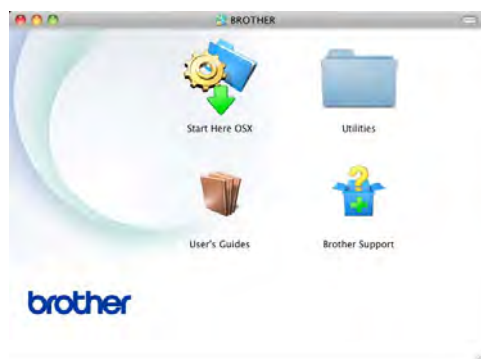 BROTHER
Start Here OSX
Utilities
User's Guides
Brother Support
brother